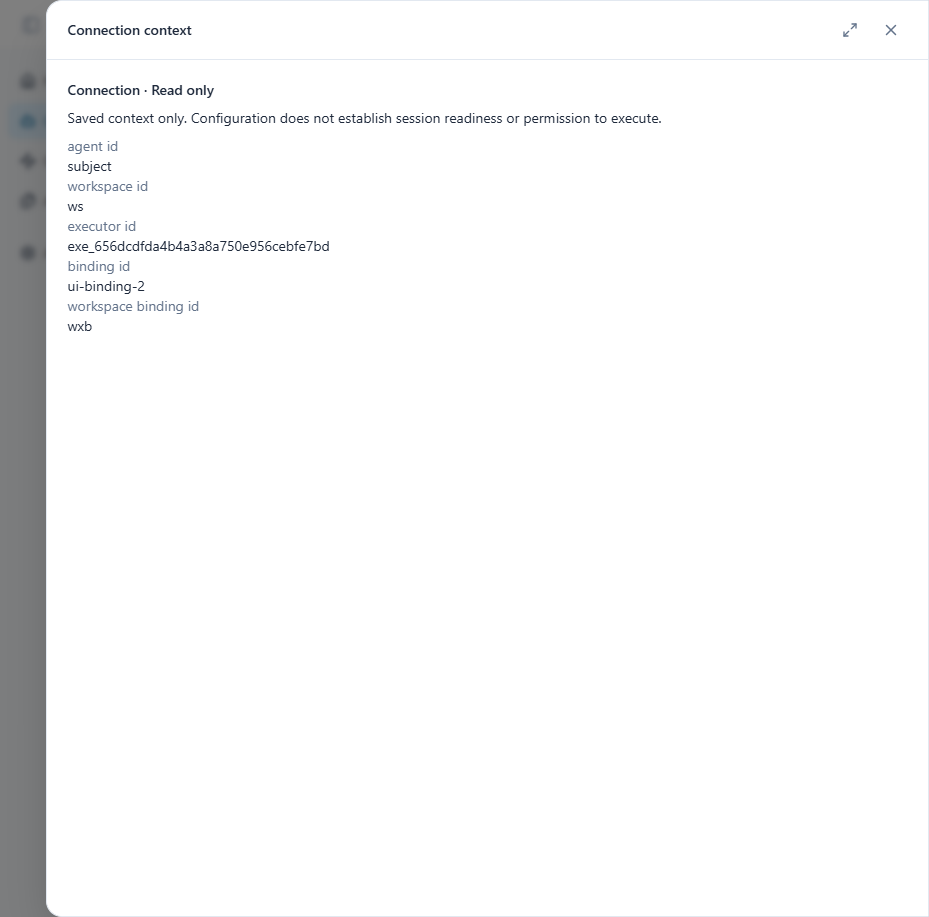 Connection context
Connection · Read only
Saved context only. Configuration does not establish session readiness or permission to execute.
agent id
subject
workspace id
ws
executor id
exe_656dcdfda4b4a3a8a750e956cebfe7bd
binding id
ui-binding-2
workspace binding id
wxb